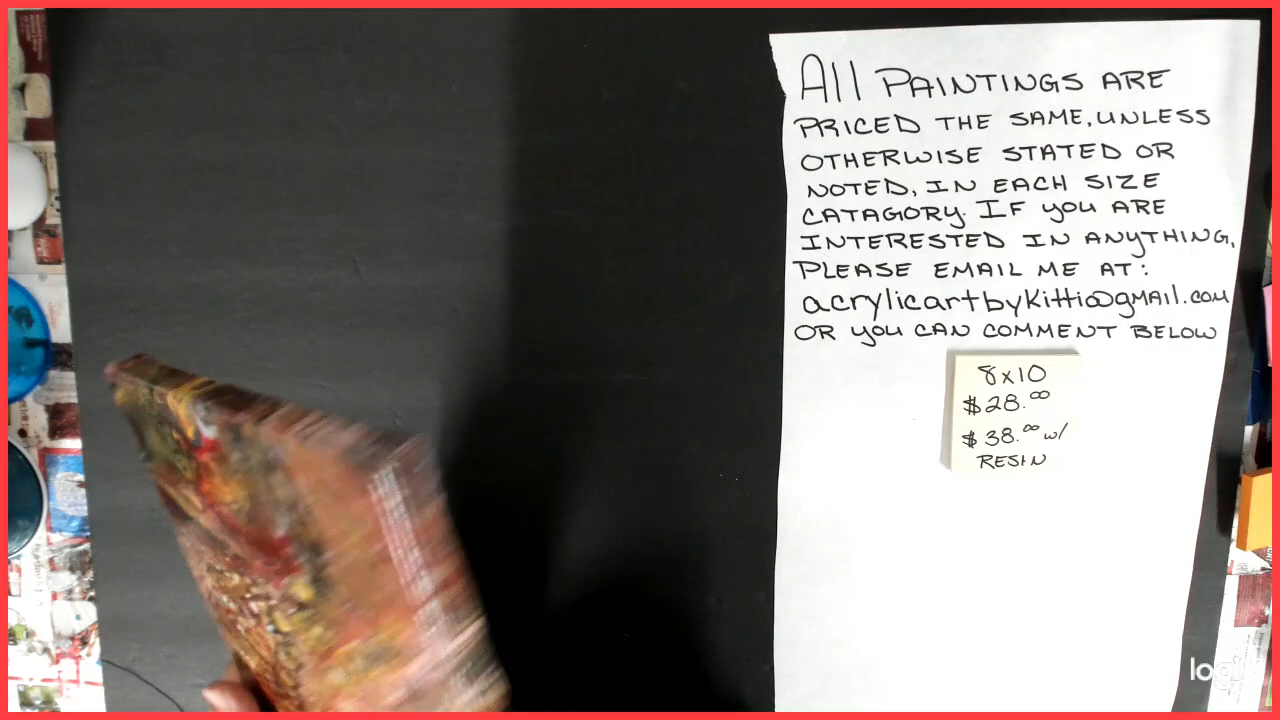 All PAINTINGS ARE
PRICED THE SAME, UNLESS
OTHERWISE STATED OR
NOTED, IN EACH SIZE
CATAGORY. IF YOU ARE
INTERESTED IN ANYTHING,
PLEASE EMAIL ME AT:
acrylicartbyKitti@gmail.com
OR YOU CAN COMMENT BELOW
8x10
$28.00
$38.00 w/
RESIN